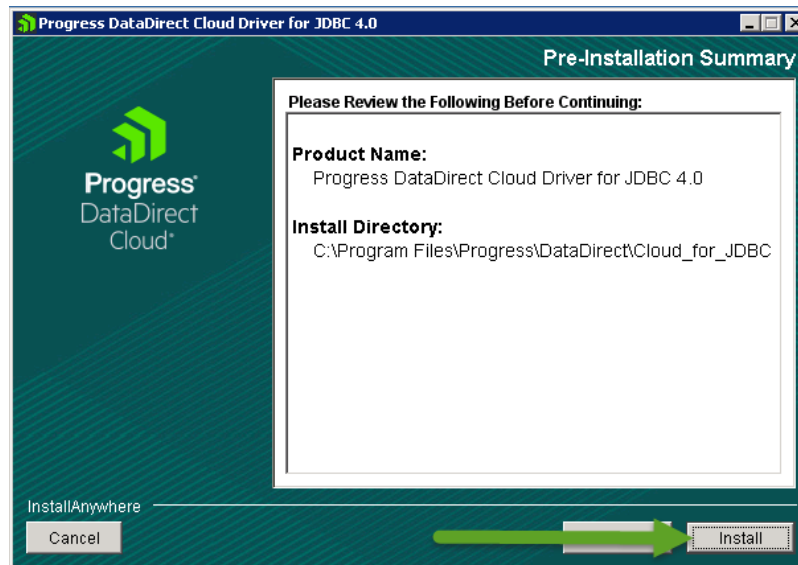 Progress DataDirect Cloud Driver for JDBC 4.0
Pre-Installation Summary
Progress®
DataDirect
Cloud®
Please Review the Following Before Continuing:
Product Name:
Progress DataDirect Cloud Driver for JDBC 4.0
Install Directory:
C:\Program Files\Progress\DataDirect\Cloud_for_JDBC
InstallAnywhere
Cancel
Install